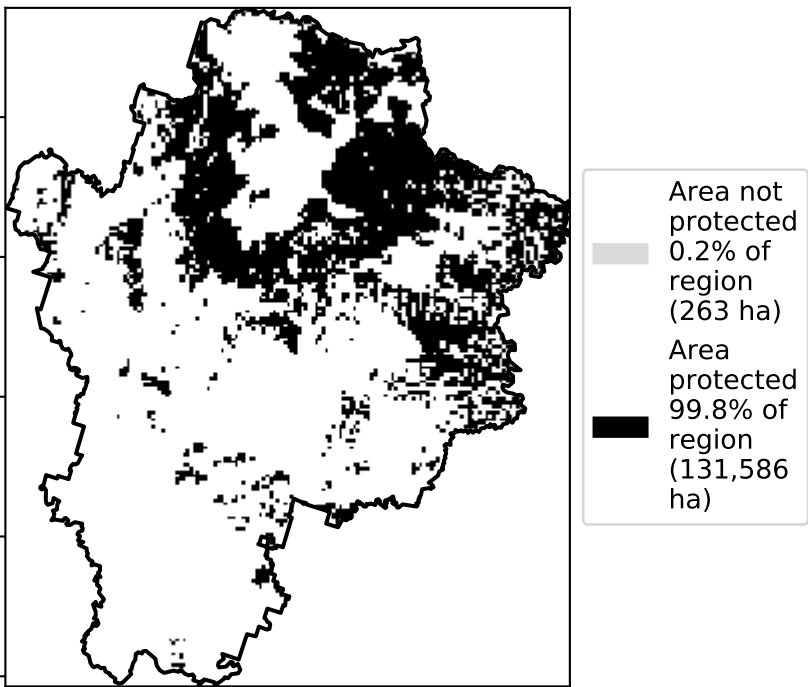 Area not
protected
0.2% of
region
(263 ha)
Area
protected
99.8% of
region
(131,586
ha)